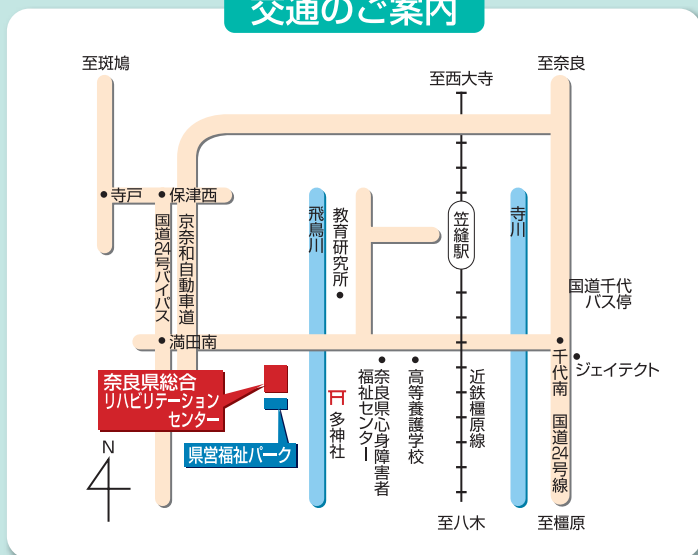 交通のご案内
至斑鳩
至西大寺
至奈良
寺戸
保津西
国道24号バイパス
京奈和自動車道
飛鳥川
教育研究所
笠縫駅
寺川
国道千代
バス停
満田南
千代南
ジェイテクト
奈良県総合
リハビリテーション
センター
県営福祉パーク
多神社
奈良県心身障害者
福祉センター
高等養護学校
近鉄橿原線
国道24号線
N
至八木
至橿原